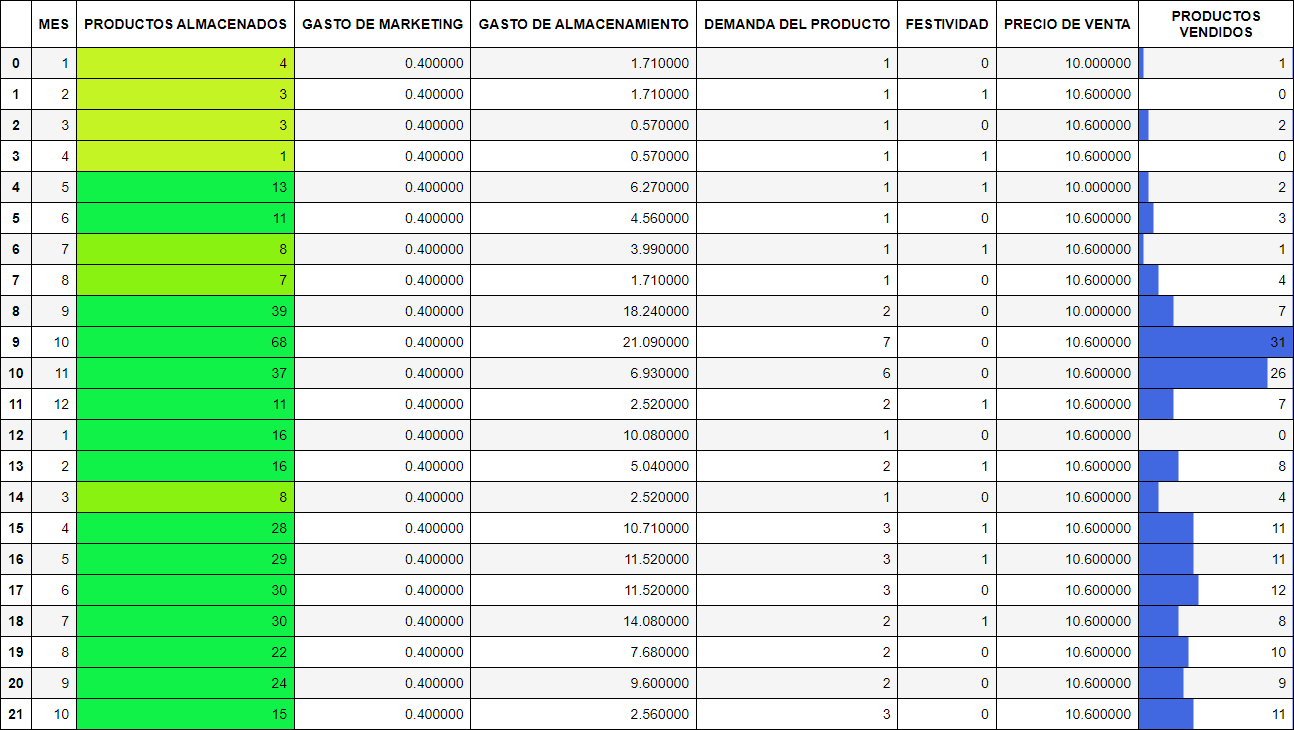 MES PRODUCTOS ALMACENADOS GASTO DE MARKETING GASTO DE ALMACENAMIENTO DEMANDA DEL PRODUCTO FESTIVIDAD PRECIO DE VENTA PRODUCTOS VENDIDOS
0 1 4 0.400000 1.710000 1 0 10.000000 1
1 2 3 0.400000 1.710000 1 1 10.600000 0
2 3 3 0.400000 0.570000 1 0 10.600000 2
3 4 1 0.400000 0.570000 1 1 10.600000 0
4 5 13 0.400000 6.270000 1 1 10.000000 2
5 6 11 0.400000 4.560000 1 0 10.600000 3
6 7 8 0.400000 3.990000 1 1 10.600000 1
7 8 7 0.400000 1.710000 1 0 10.600000 4
8 9 39 0.400000 18.240000 2 0 10.000000 7
9 10 68 0.400000 21.090000 7 0 10.600000 31
10 11 37 0.400000 6.930000 6 0 10.600000 26
11 12 11 0.400000 2.520000 2 1 10.600000 7
12 1 16 0.400000 10.080000 1 0 10.600000 0
13 2 16 0.400000 5.040000 2 1 10.600000 8
14 3 8 0.400000 2.520000 1 0 10.600000 4
15 4 28 0.400000 10.710000 3 1 10.600000 11
16 5 29 0.400000 11.520000 3 1 10.600000 11
17 6 30 0.400000 11.520000 3 0 10.600000 12
18 7 30 0.400000 14.080000 2 1 10.600000 8
19 8 22 0.400000 7.680000 2 0 10.600000 10
20 9 24 0.400000 9.600000 2 0 10.600000 9
21 10 15 0.400000 2.560000 3 0 10.600000 11